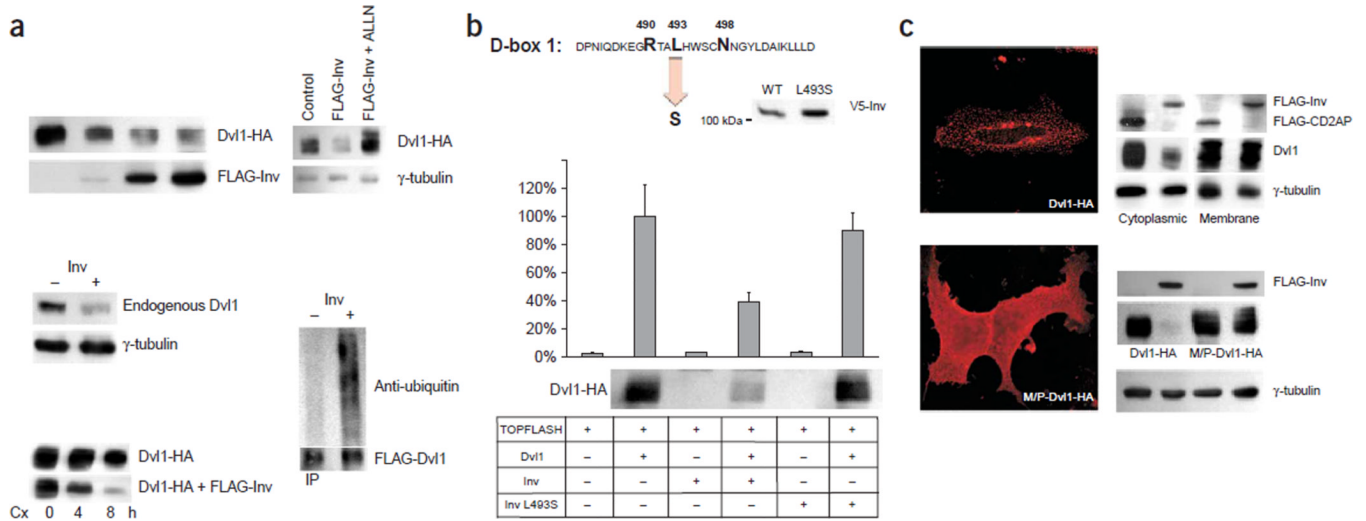 a
Dvl1-HA
FLAG-Inv
Control
FLAG-Inv
FLAG-Inv + ALLN
Dvl1-HA
γ-tubulin
Inv
– +
Endogenous Dvl1
γ-tubulin
Inv
– +
Anti-ubiquitin
FLAG-Dvl1
IP
Dvl1-HA
Dvl1-HA + FLAG-Inv
Cx 0 4 8 h
b
490 493 498
D-box 1: DPNIQDKEGRTALHWSCNNGYLDAIKLLLD
S
WT L493S
V5-Inv
100 kDa
120%
100%
80%
60%
40%
20%
0%
Dvl1-HA
TOPFLASH + + + + + +
Dvl1 – + – + – +
Inv – – + + – –
Inv L493S – – – – + +
c
Dvl1-HA
FLAG-Inv
FLAG-CD2AP
Dvl1
γ-tubulin
Cytoplasmic Membrane
M/P-Dvl1-HA
FLAG-Inv
Dvl1-HA M/P-Dvl1-HA
γ-tubulin